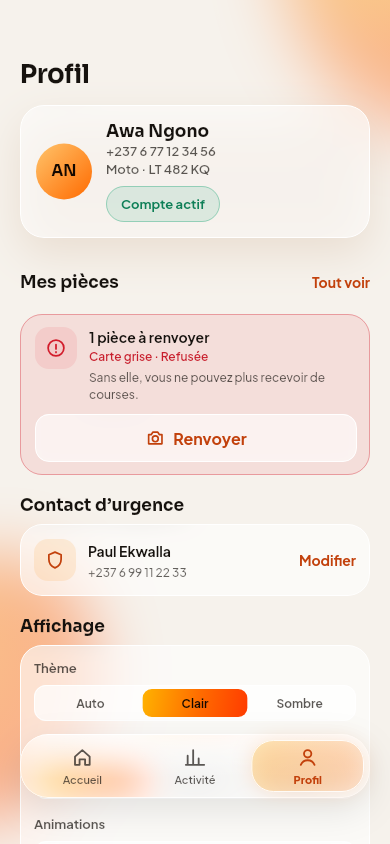 Profil
AN
Awa Ngono
+237 6 77 12 34 56
Moto · LT 482 KQ
Compte actif
Mes pièces
Tout voir
1 pièce à renvoyer
Carte grise · Refusée
Sans elle, vous ne pouvez plus recevoir de
courses.
Renvoyer
Contact d’urgence
Paul Ekwalla
+237 6 99 11 22 33
Modifier
Affichage
Thème
Auto
Clair
Sombre
Accueil
Activité
Profil
Animations